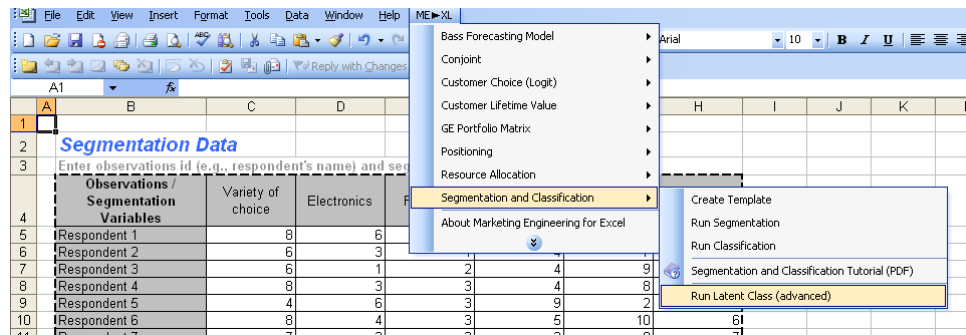 File Edit View Insert Format Tools Data Window Help ME►XL
Arial 10 B I U
Reply with Changes
A1 fx
A B C D H I J K
1
2 Segmentation Data
3 Enter observations id (e.g., respondent's name) and
4 Observations / Segmentation Variables Variety of choice Electronics
5 Respondent 1 8 6
6 Respondent 2 6 3
7 Respondent 3 6 1 2 4 9
8 Respondent 4 8 3 3 4 8
9 Respondent 5 4 6 3 9 2
10 Respondent 6 8 4 3 5 10 6
Bass Forecasting Model
Conjoint
Customer Choice (Logit)
Customer Lifetime Value
GE Portfolio Matrix
Positioning
Resource Allocation
Segmentation and Classification
About Marketing Engineering for Excel
Create Template
Run Segmentation
Run Classification
Segmentation and Classification Tutorial (PDF)
Run Latent Class (advanced)